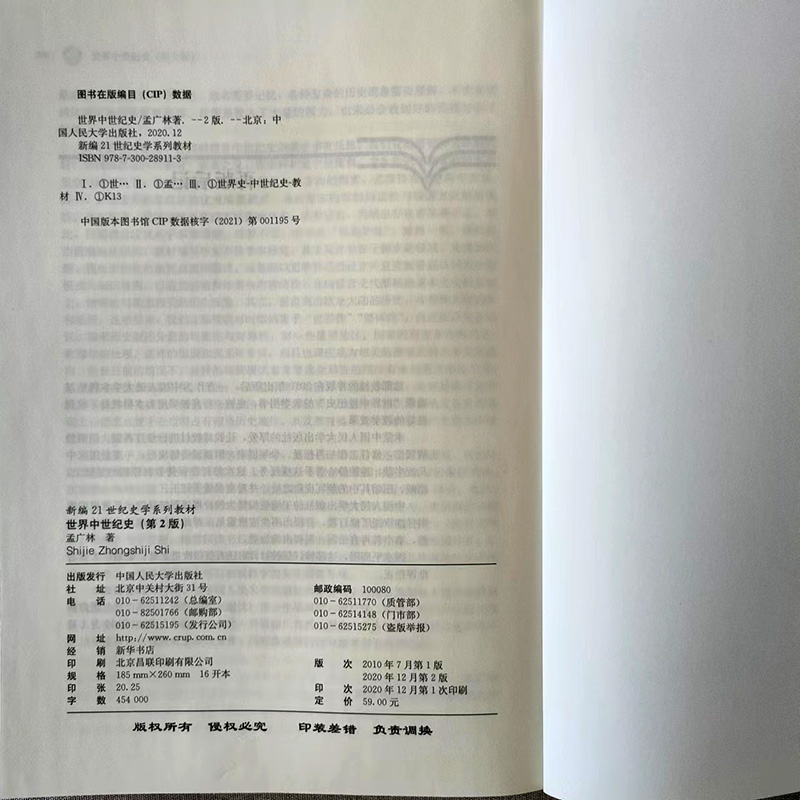 图书在版编目（CIP）数据
世界中世纪史/孟广林著. --2版. --北京：中
国人民大学出版社，2020.12
新编21世纪史学系列教材
ISBN 978-7-300-28911-3
Ⅰ. ①世… Ⅱ. ①孟… Ⅲ. ①世界史-中世纪史-教
材 Ⅳ. ①K13
中国版本图书馆CIP数据核字（2021）第001195号
新编21世纪史学系列教材
世界中世纪史（第2版）
孟广林 著
Shijie Zhongshiji Shi
出版发行 中国人民大学出版社
社 址 北京中关村大街31号 邮政编码 100080
电 话 010-62511242（总编室） 010-62511770（质管部）
010-82501766（邮购部） 010-62514148（门市部）
010-62515195（发行公司） 010-62515275（盗版举报）
网 址 http://www.crup.com.cn
经 销 新华书店
印 刷 北京昌联印刷有限公司 版 次 2010年7月第1版
规 格 185 mm×260 mm 16开本 2020年12月第2版
印 张 20.25 印 次 2020年12月第1次印刷
字 数 454 000 定 价 59.00元
版权所有 侵权必究 印装差错 负责调换